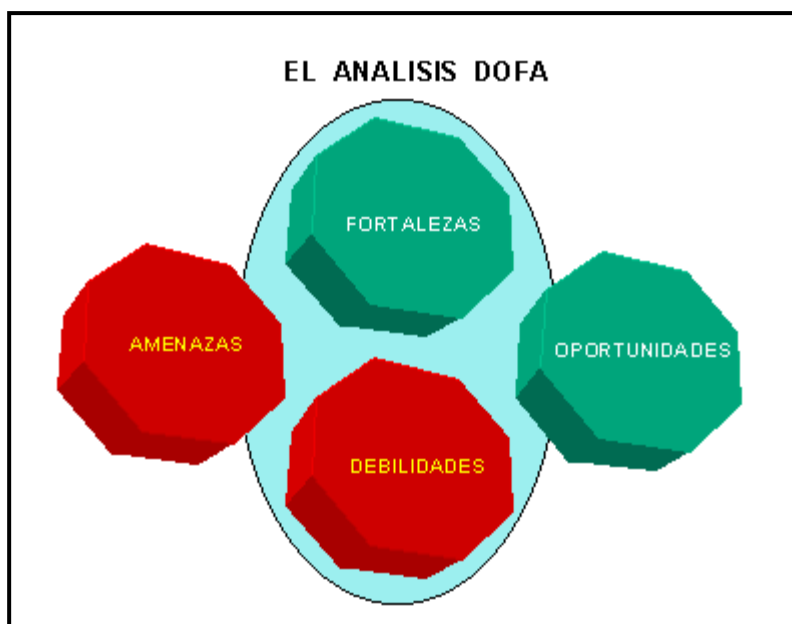 EL ANALISIS DOFA
FORTALEZAS
AMENAZAS
OPORTUNIDADES
DEBILIDADES